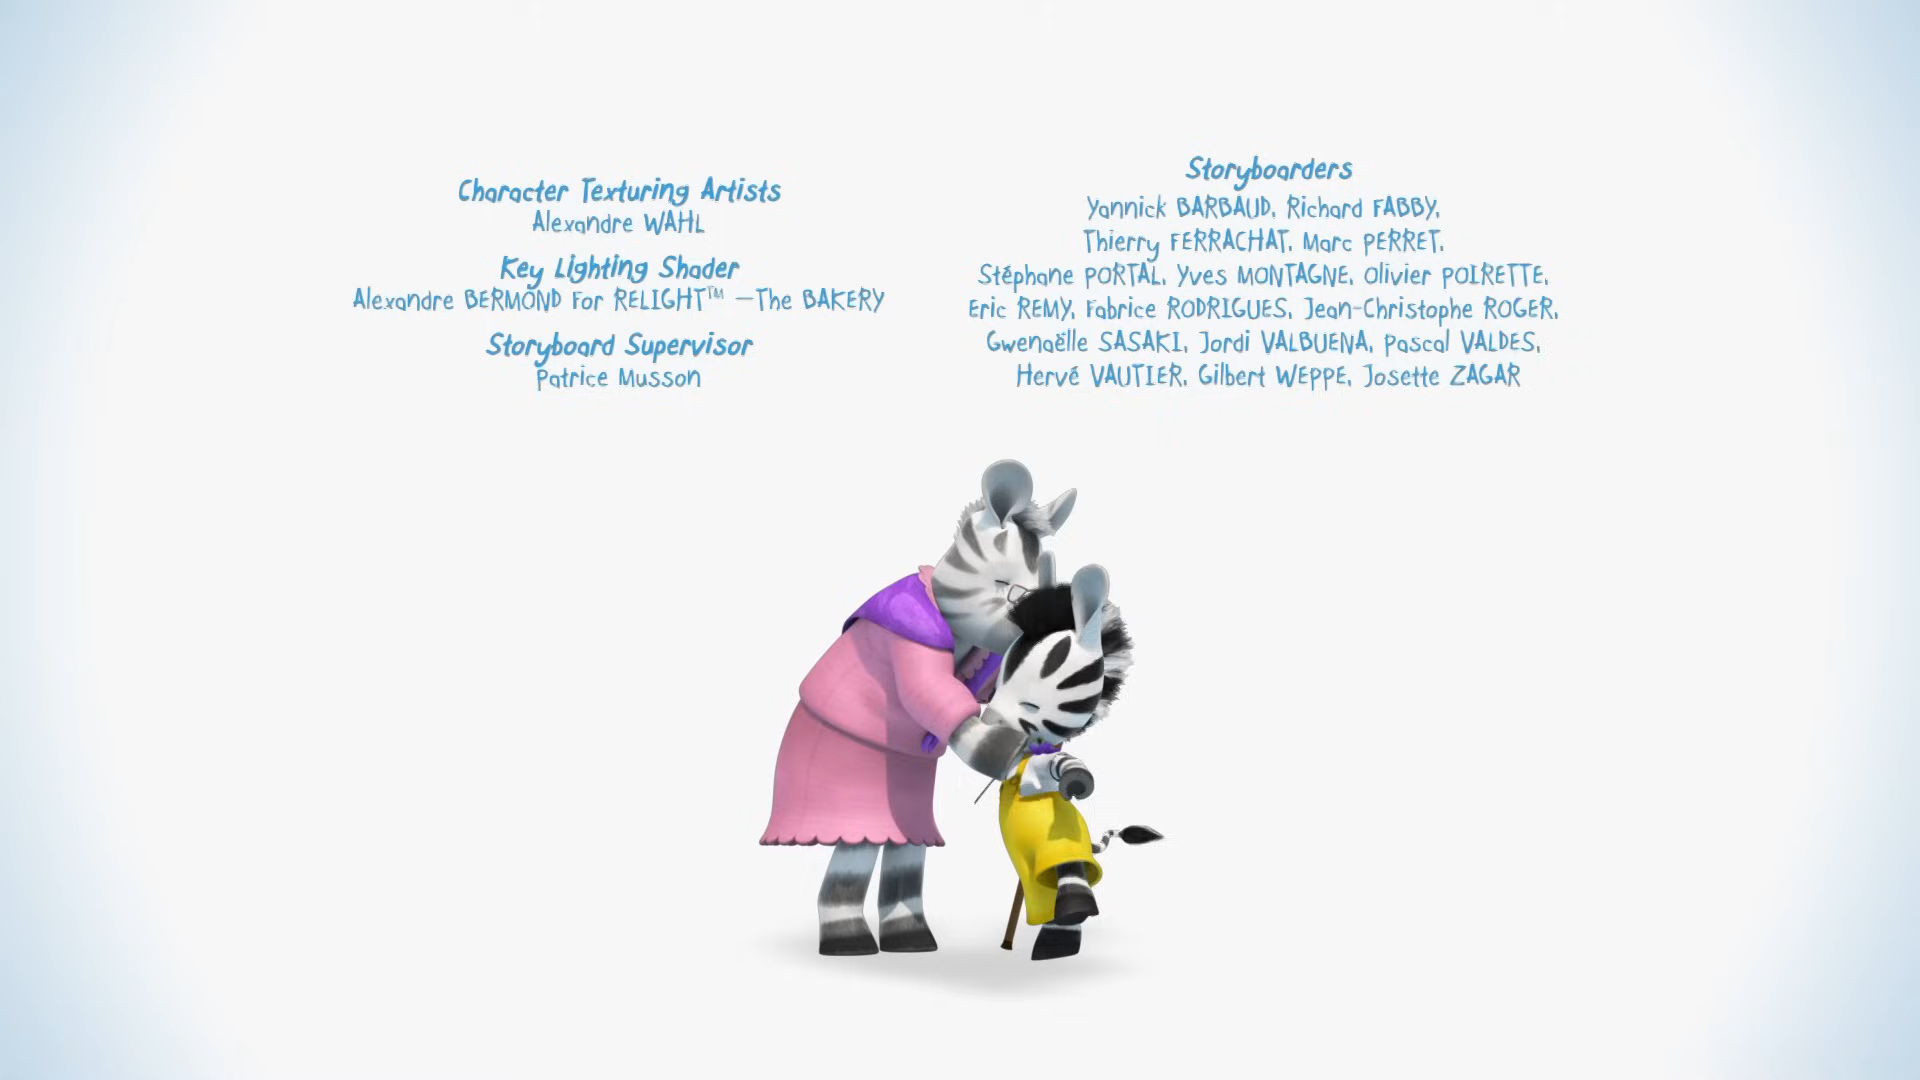 Character Texturing Artists
Alexandre WAHL
Key Lighting Shader
Alexandre BERMOND For RELIGHT™ –The BAKERY
Storyboard Supervisor
Patrice Musson
Storyboarders
Yannick BARBAUD, Richard FABBY,
Thierry FERRACHAT, Marc PERRET,
Stéphane PORTAL, Yves MONTAGNE, Olivier POIRETTE,
Eric REMY, Fabrice RODRIGUES, Jean-Christophe ROGER,
Gwenaëlle SASAKI, Jordi VALBUENA, Pascal VALDES,
Hervé VAUTIER, Gilbert WEPPE, Josette ZAGAR